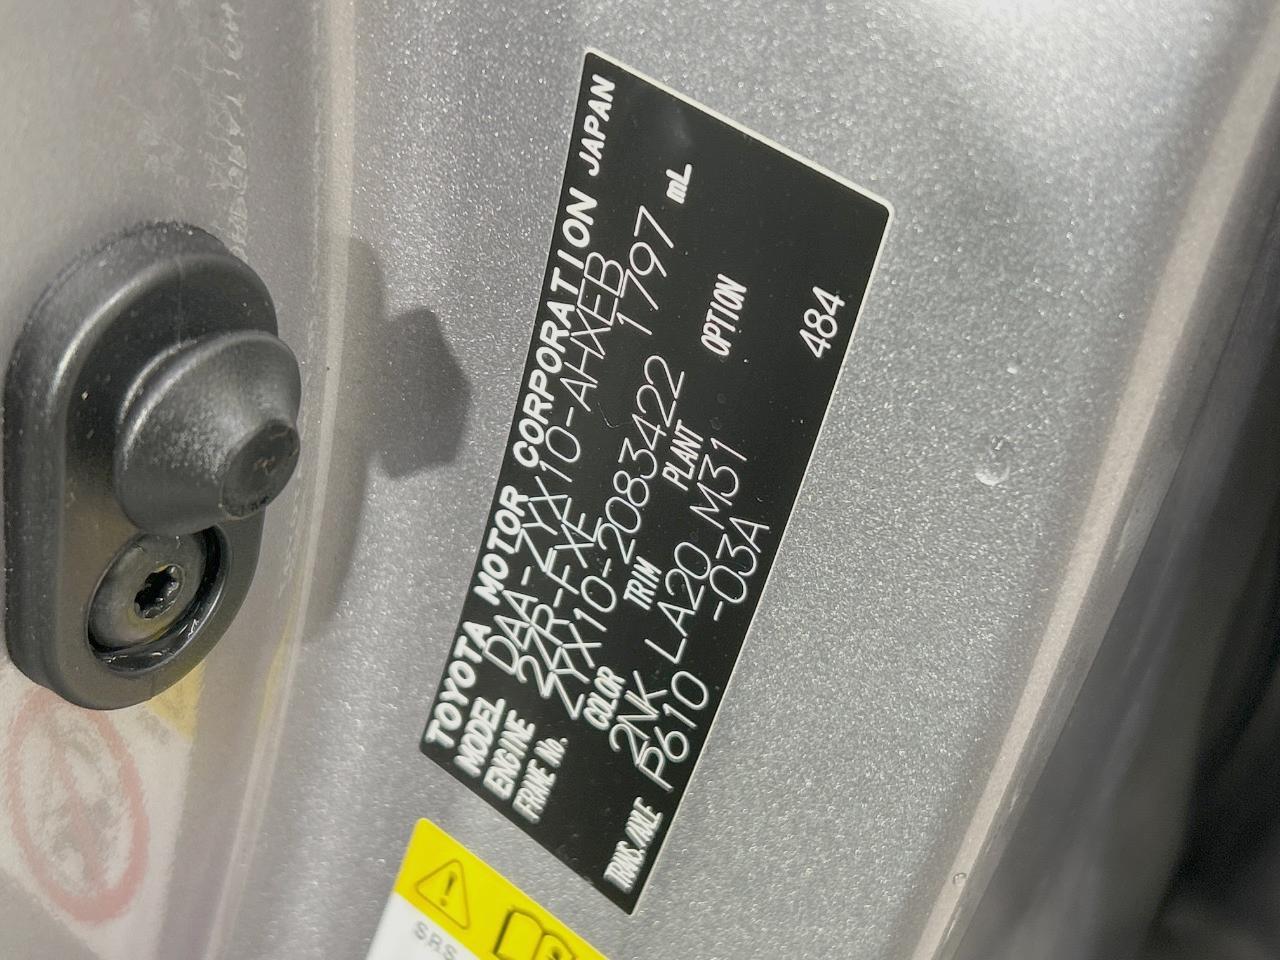 TOYOTA MOTOR CORPORATION JAPAN
MODEL DAA-ZYX10-AHXEB
ENGINE 2ZR-FXE 1797 mL
FRAME No. ZYX10-2083422
COLOR TRIM PLANT OPTION
2NK LA20 M31
TRANS./AXLE P610 -03A 484
SRS